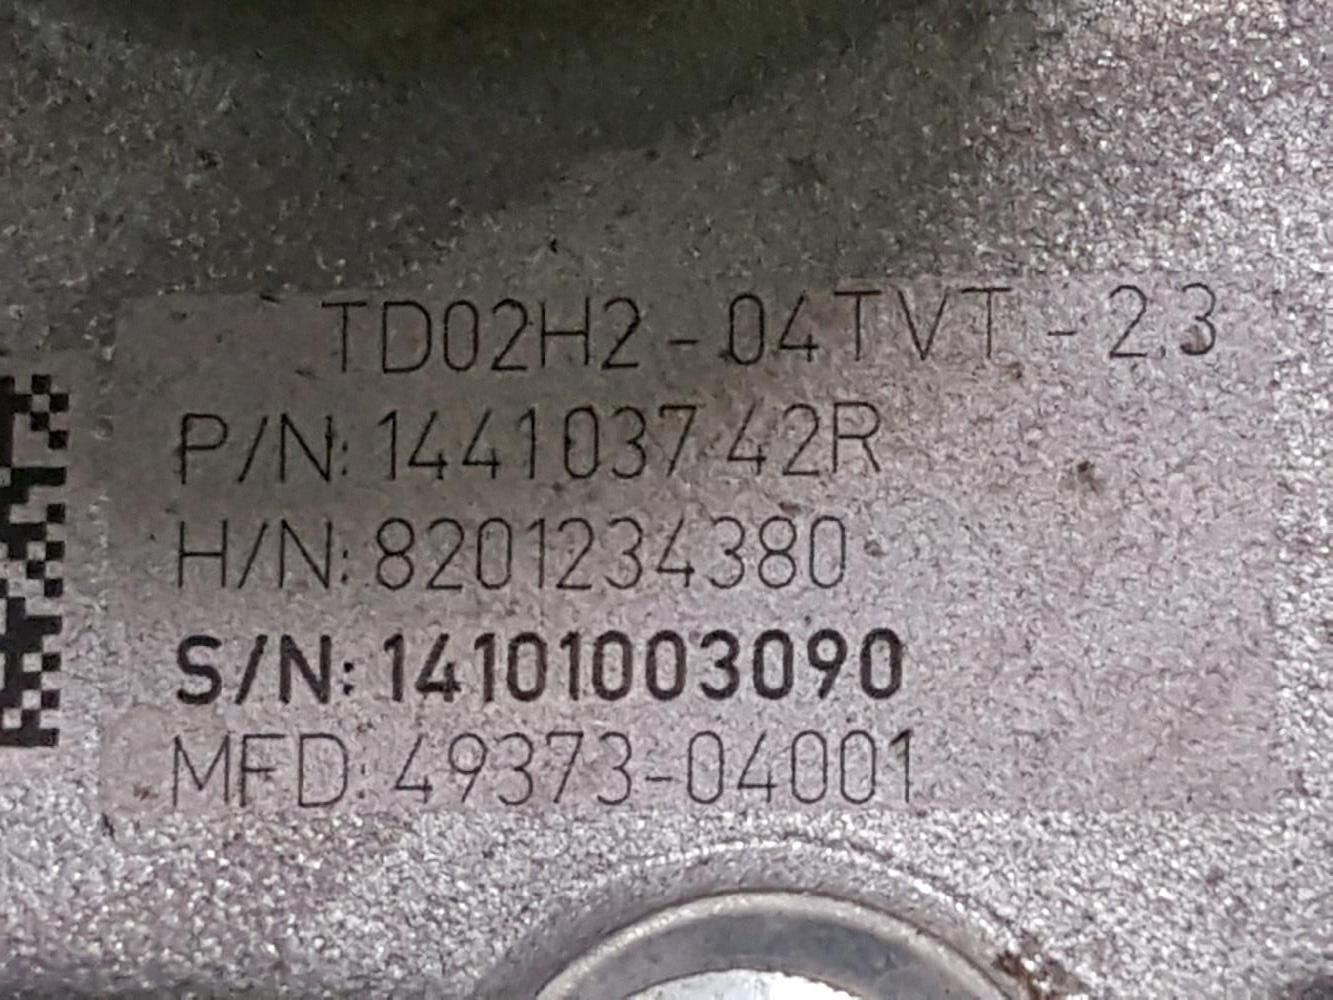 TD02H2-04TVT-2.3
P/N: 144103742R
H/N: 8201234380
S/N: 14101003090
MFD: 49373-04001